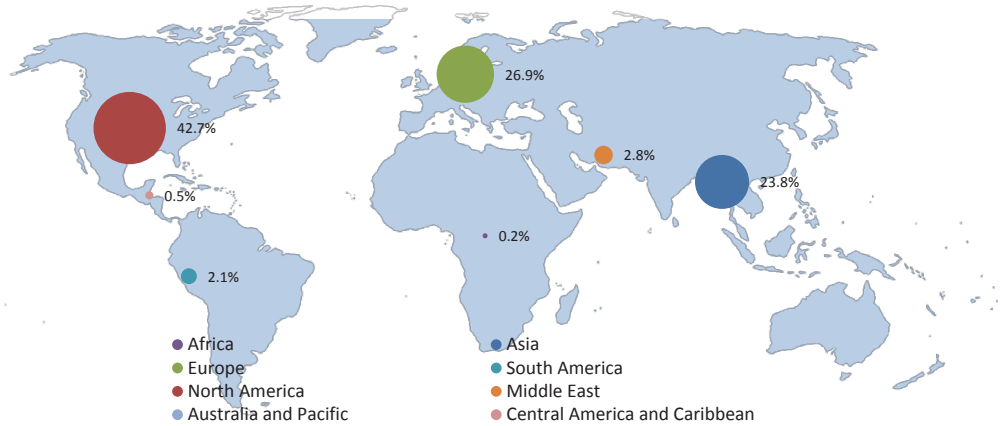 26.9%
42.7%
2.8%
23.8%
0.5%
0.2%
2.1%
Africa
Europe
North America
Australia and Pacific
Asia
South America
Middle East
Central America and Caribbean